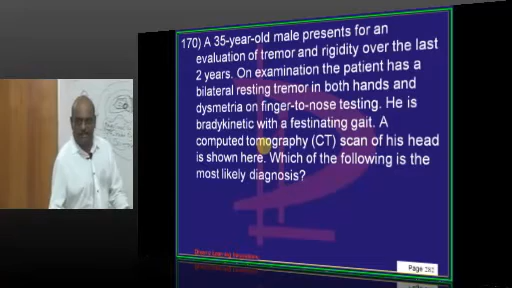 170) A 35-year-old male presents for an
evaluation of tremor and rigidity over the last
2 years. On examination the patient has a
bilateral resting tremor in both hands and
dysmetria on finger-to-nose testing. He is
bradykinetic with a festinating gait. A
computed tomography (CT) scan of his head
is shown here. Which of the following is the
most likely diagnosis?
Page